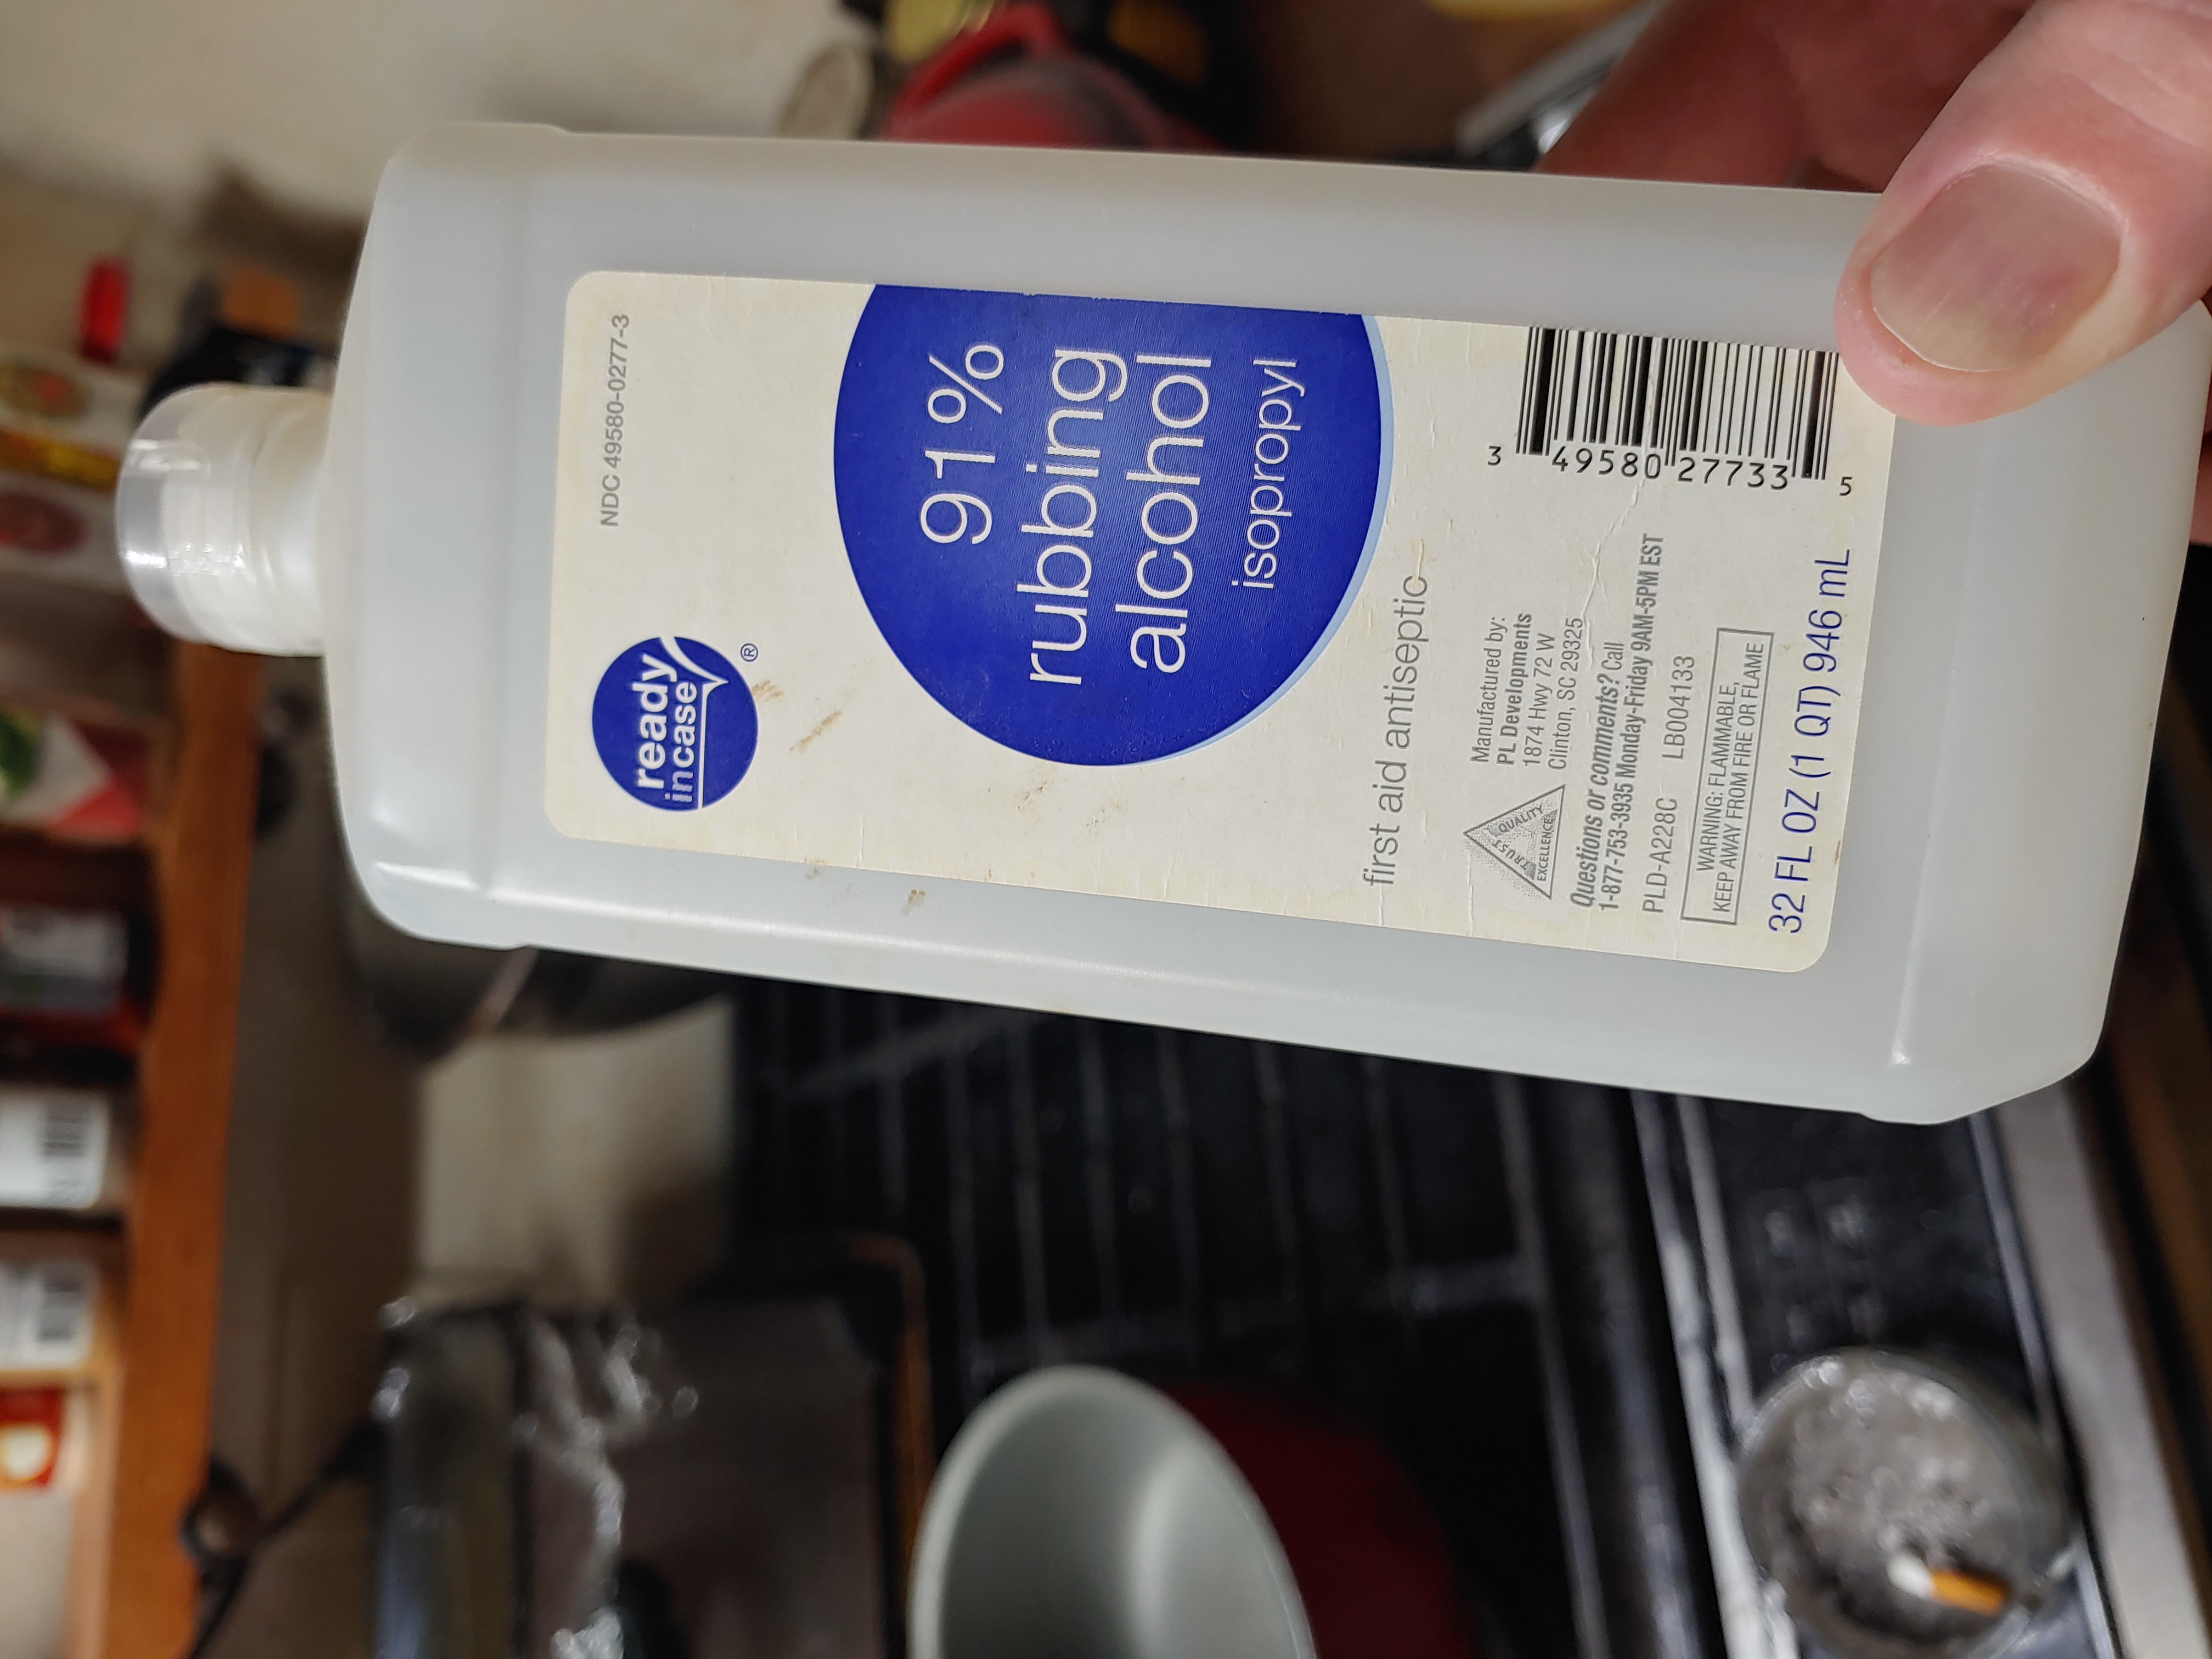 NDC 49580-0277-3
ready
in case
®
91%
rubbing
alcohol
isopropyl
first aid antiseptic
TRUST QUALITY
EXCELLENCE
Manufactured by:
PL Developments
1874 Hwy 72 W
Clinton, SC 29325
Questions or comments? Call
1-877-753-3935 Monday-Friday 9AM-5PM EST
PLD-A228C LB004133
WARNING: FLAMMABLE,
KEEP AWAY FROM FIRE OR FLAME
32 FL OZ (1 QT) 946 mL
3 49580 27733 5